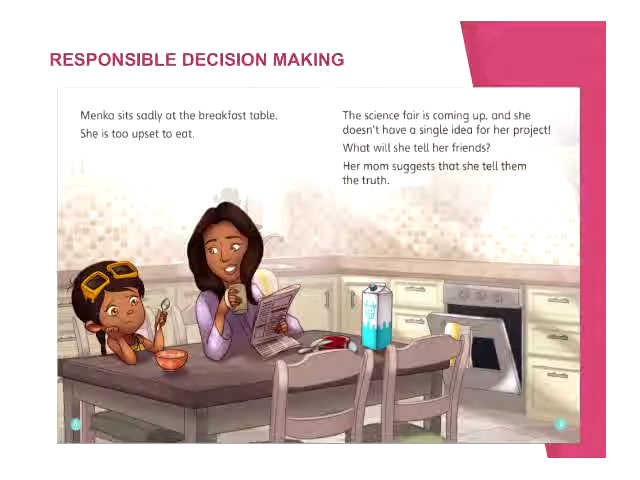 RESPONSIBLE DECISION MAKING
Menka sits sadly at the breakfast table.
She is too upset to eat.
The science fair is coming up, and she
doesn't have a single idea for her project!
What will she tell her friends?
Her mom suggests that she tell them
the truth.